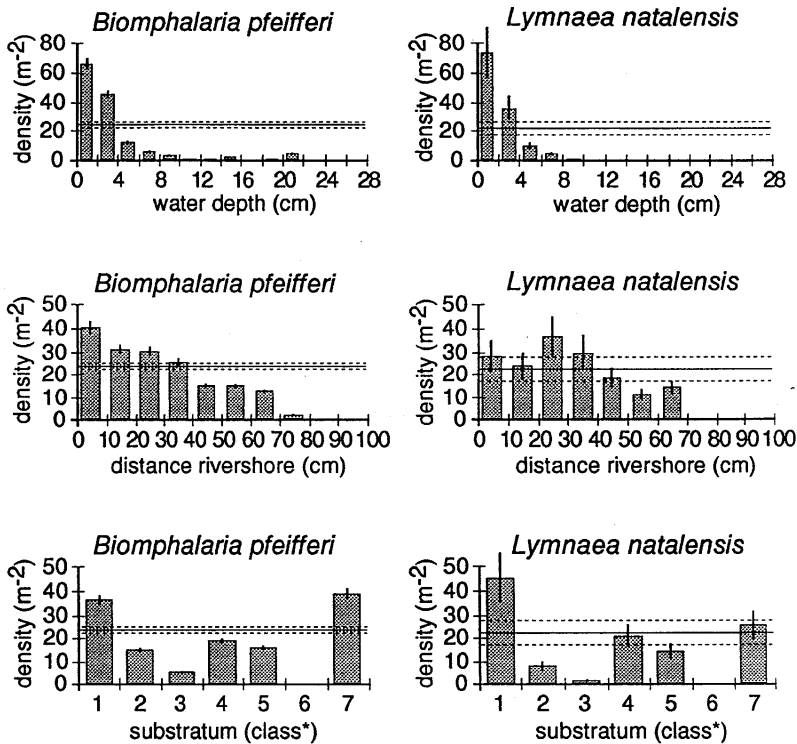 Biomphalaria pfeifferi
Lymnaea natalensis
density (m-2)
80
60
40
20
0
0 4 8 12 16 20 24 28
water depth (cm)
density (m-2)
80
60
40
20
0
0 4 8 12 16 20 24 28
water depth (cm)
Biomphalaria pfeifferi
Lymnaea natalensis
density (m-2)
50
40
30
20
10
0
0 10 20 30 40 50 60 70 80 90 100
distance rivershore (cm)
density (m-2)
50
40
30
20
10
0
0 10 20 30 40 50 60 70 80 90 100
distance rivershore (cm)
Biomphalaria pfeifferi
Lymnaea natalensis
density (m-2)
50
40
30
20
10
0
1 2 3 4 5 6 7
substratum (class*)
density (m-2)
50
40
30
20
10
0
1 2 3 4 5 6 7
substratum (class*)